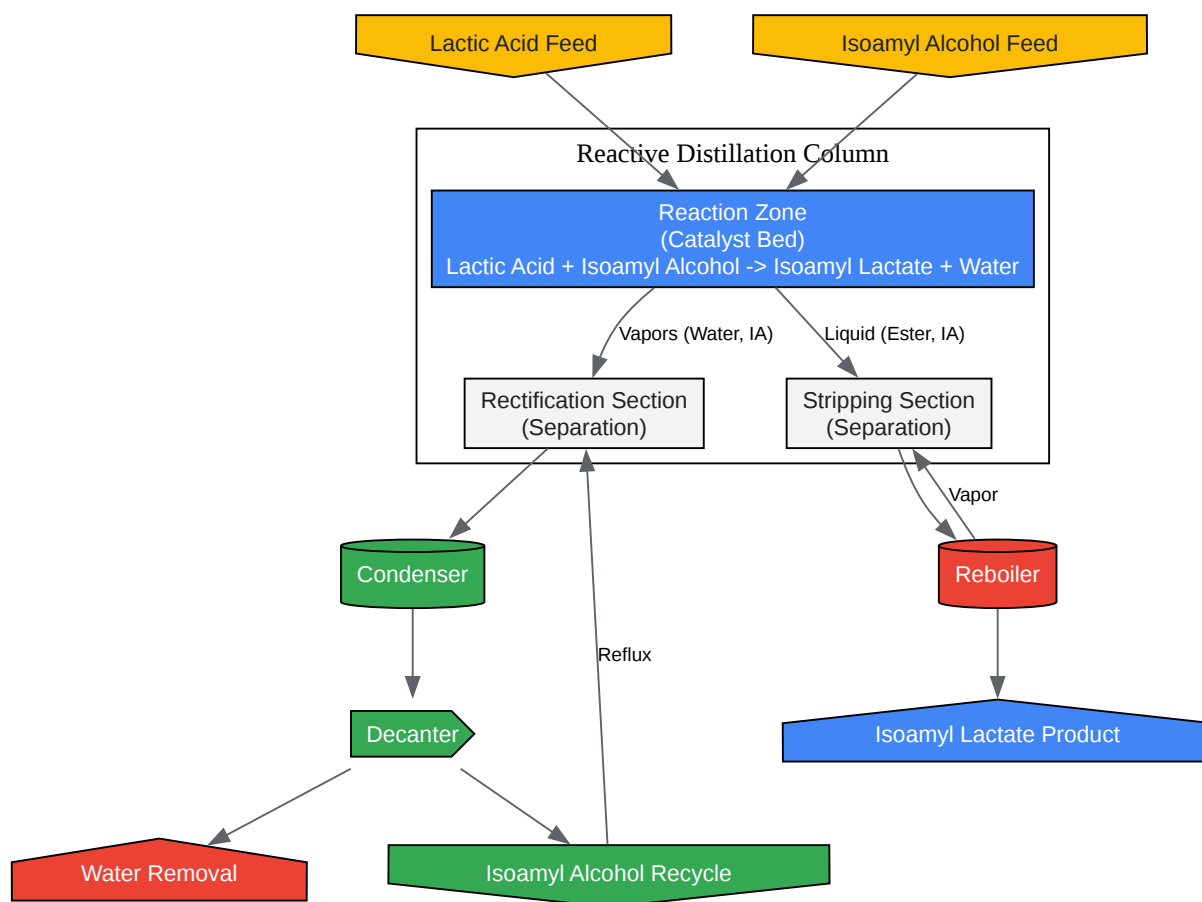 Lactic Acid Feed
Isoamyl Alcohol Feed
Reactive Distillation Column
Reaction Zone
(Catalyst Bed)
Lactic Acid + Isoamyl Alcohol -> Isoamyl Lactate + Water
Vapors (Water, IA)
Liquid (Ester, IA)
Rectification Section
(Separation)
Stripping Section
(Separation)
Vapor
Condenser
Reboiler
Reflux
Decanter
Isoamyl Lactate Product
Water Removal
Isoamyl Alcohol Recycle